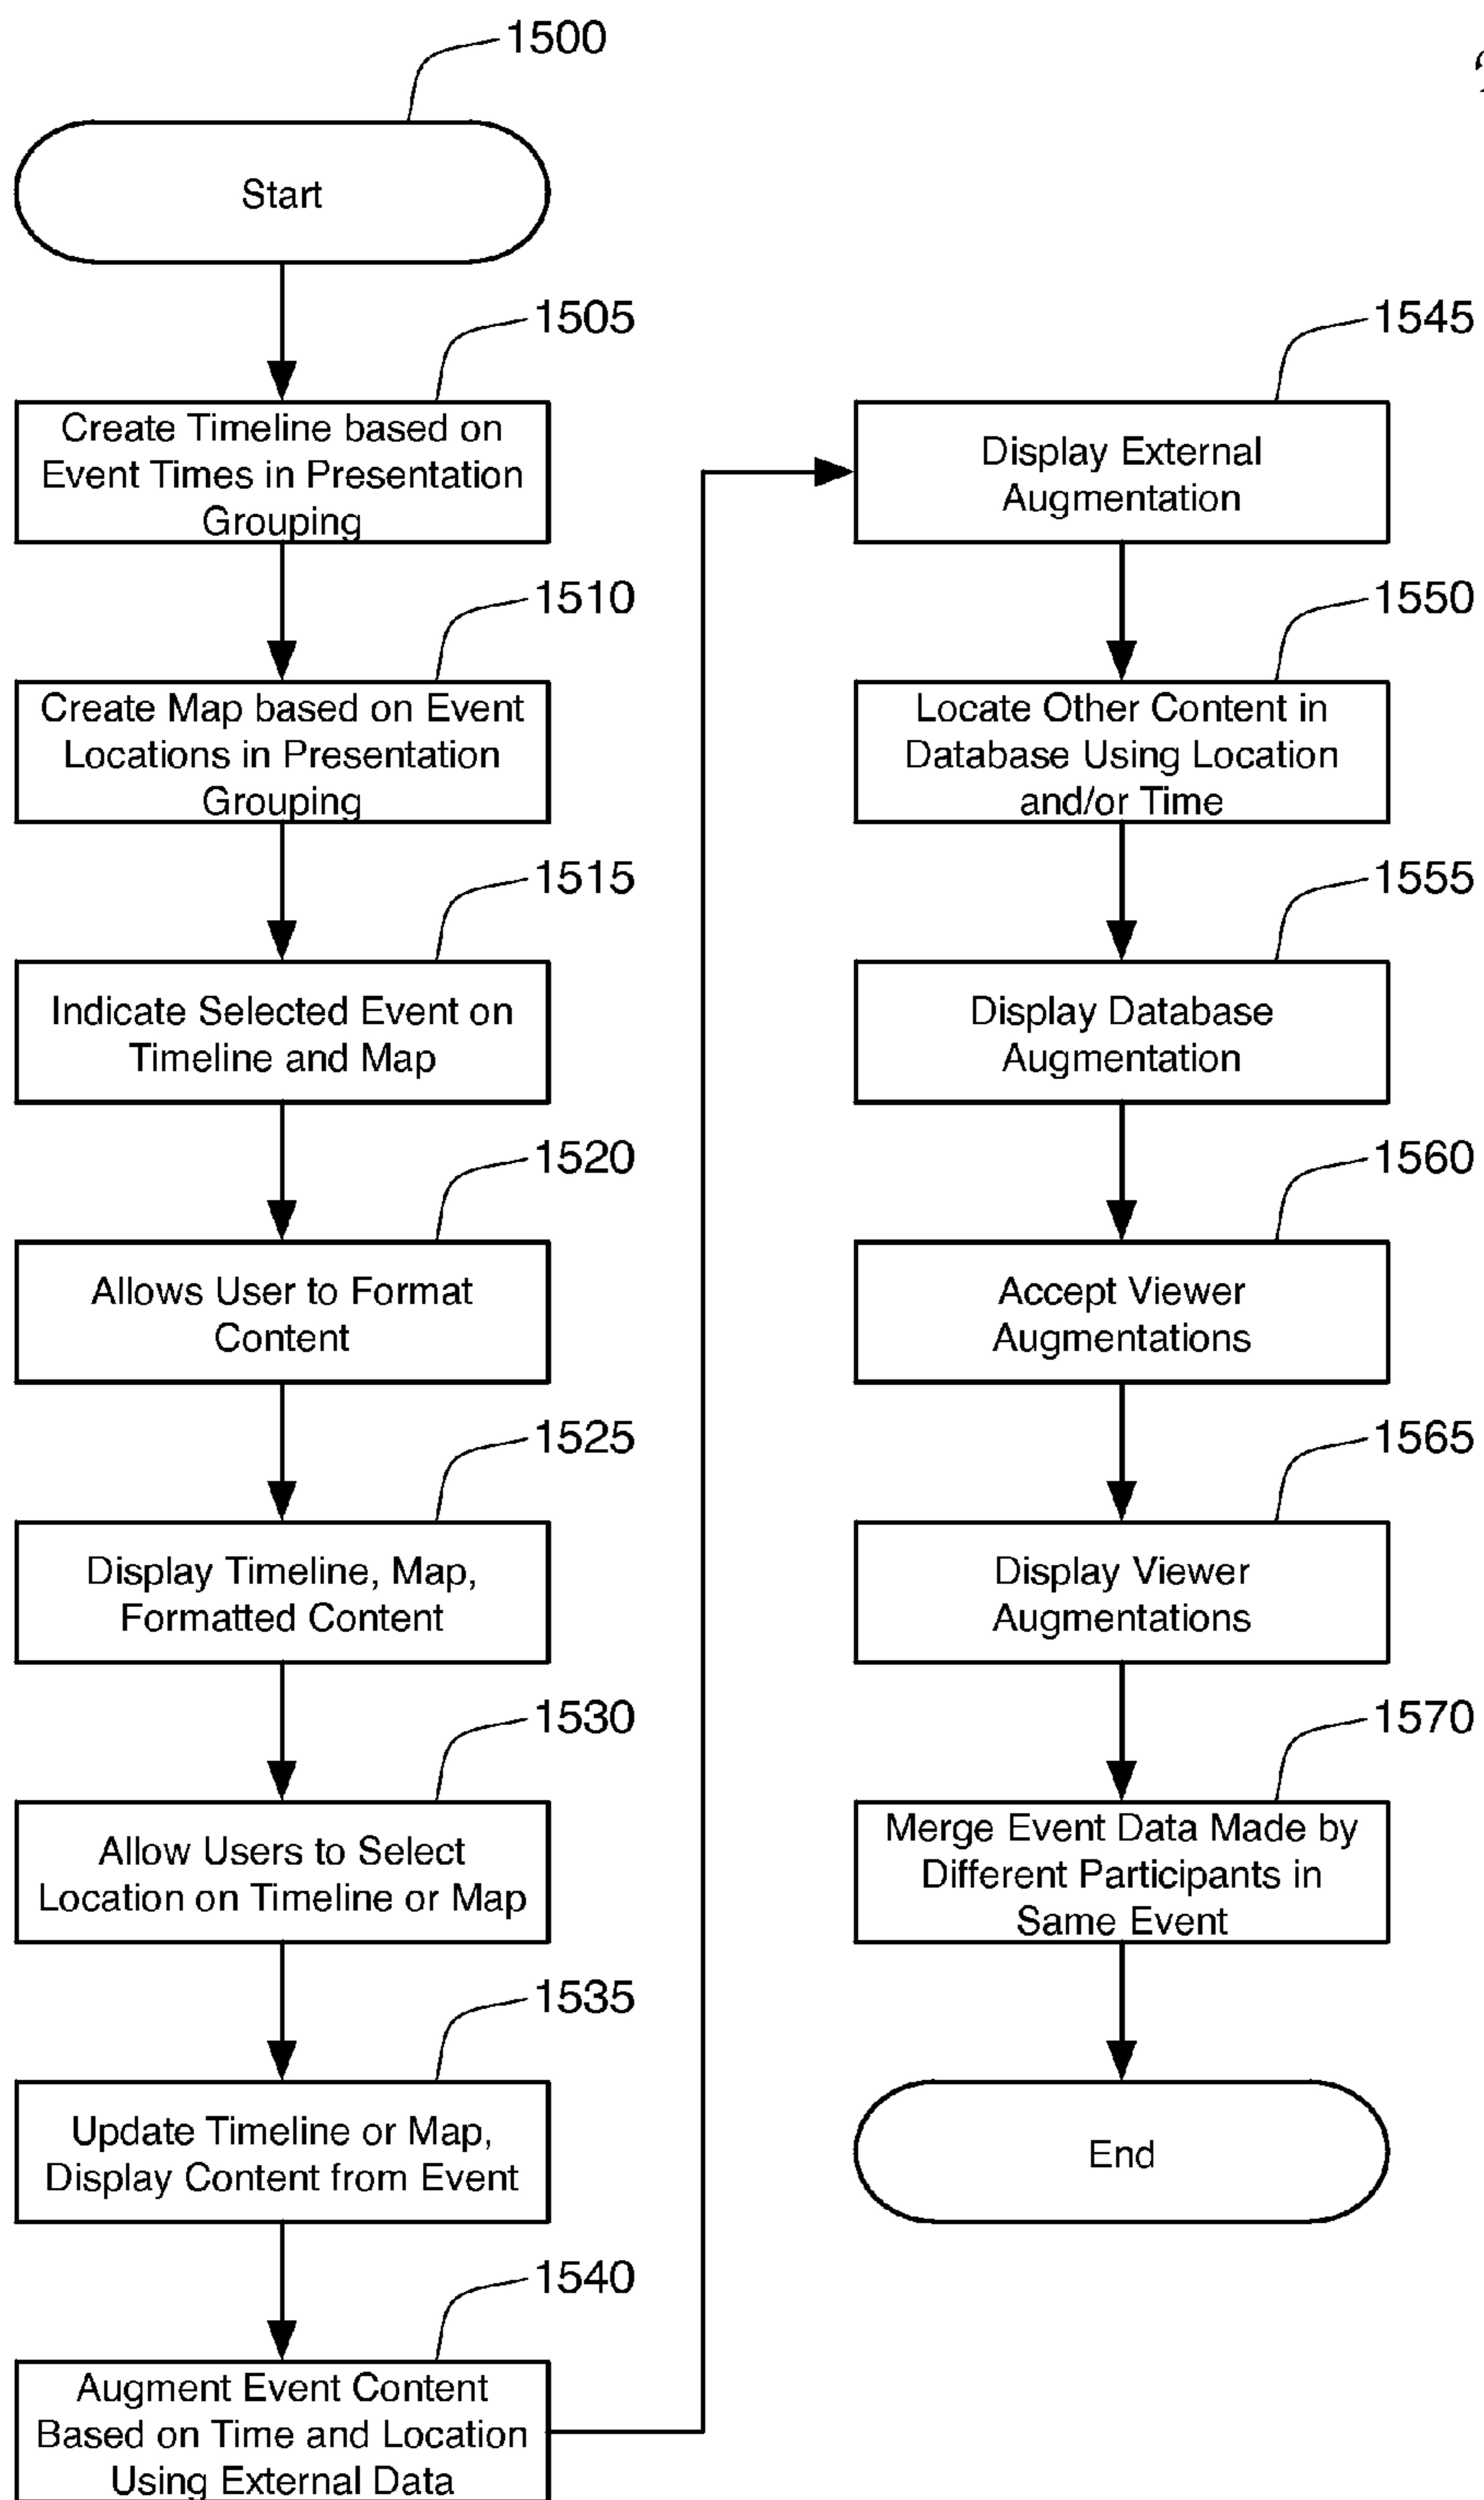 1500
Start
1505
Create Timeline based on
Event Times in Presentation
Grouping
1510
Create Map based on Event
Locations in Presentation
Grouping
1515
Indicate Selected Event on
Timeline and Map
1520
Allows User to Format
Content
1525
Display Timeline, Map,
Formatted Content
1530
Allow Users to Select
Location on Timeline or Map
1535
Update Timeline or Map,
Display Content from Event
1540
Augment Event Content
Based on Time and Location
Using External Data
1545
Display External
Augmentation
1550
Locate Other Content in
Database Using Location
and/or Time
1555
Display Database
Augmentation
1560
Accept Viewer
Augmentations
1565
Display Viewer
Augmentations
1570
Merge Event Data Made by
Different Participants in
Same Event
End